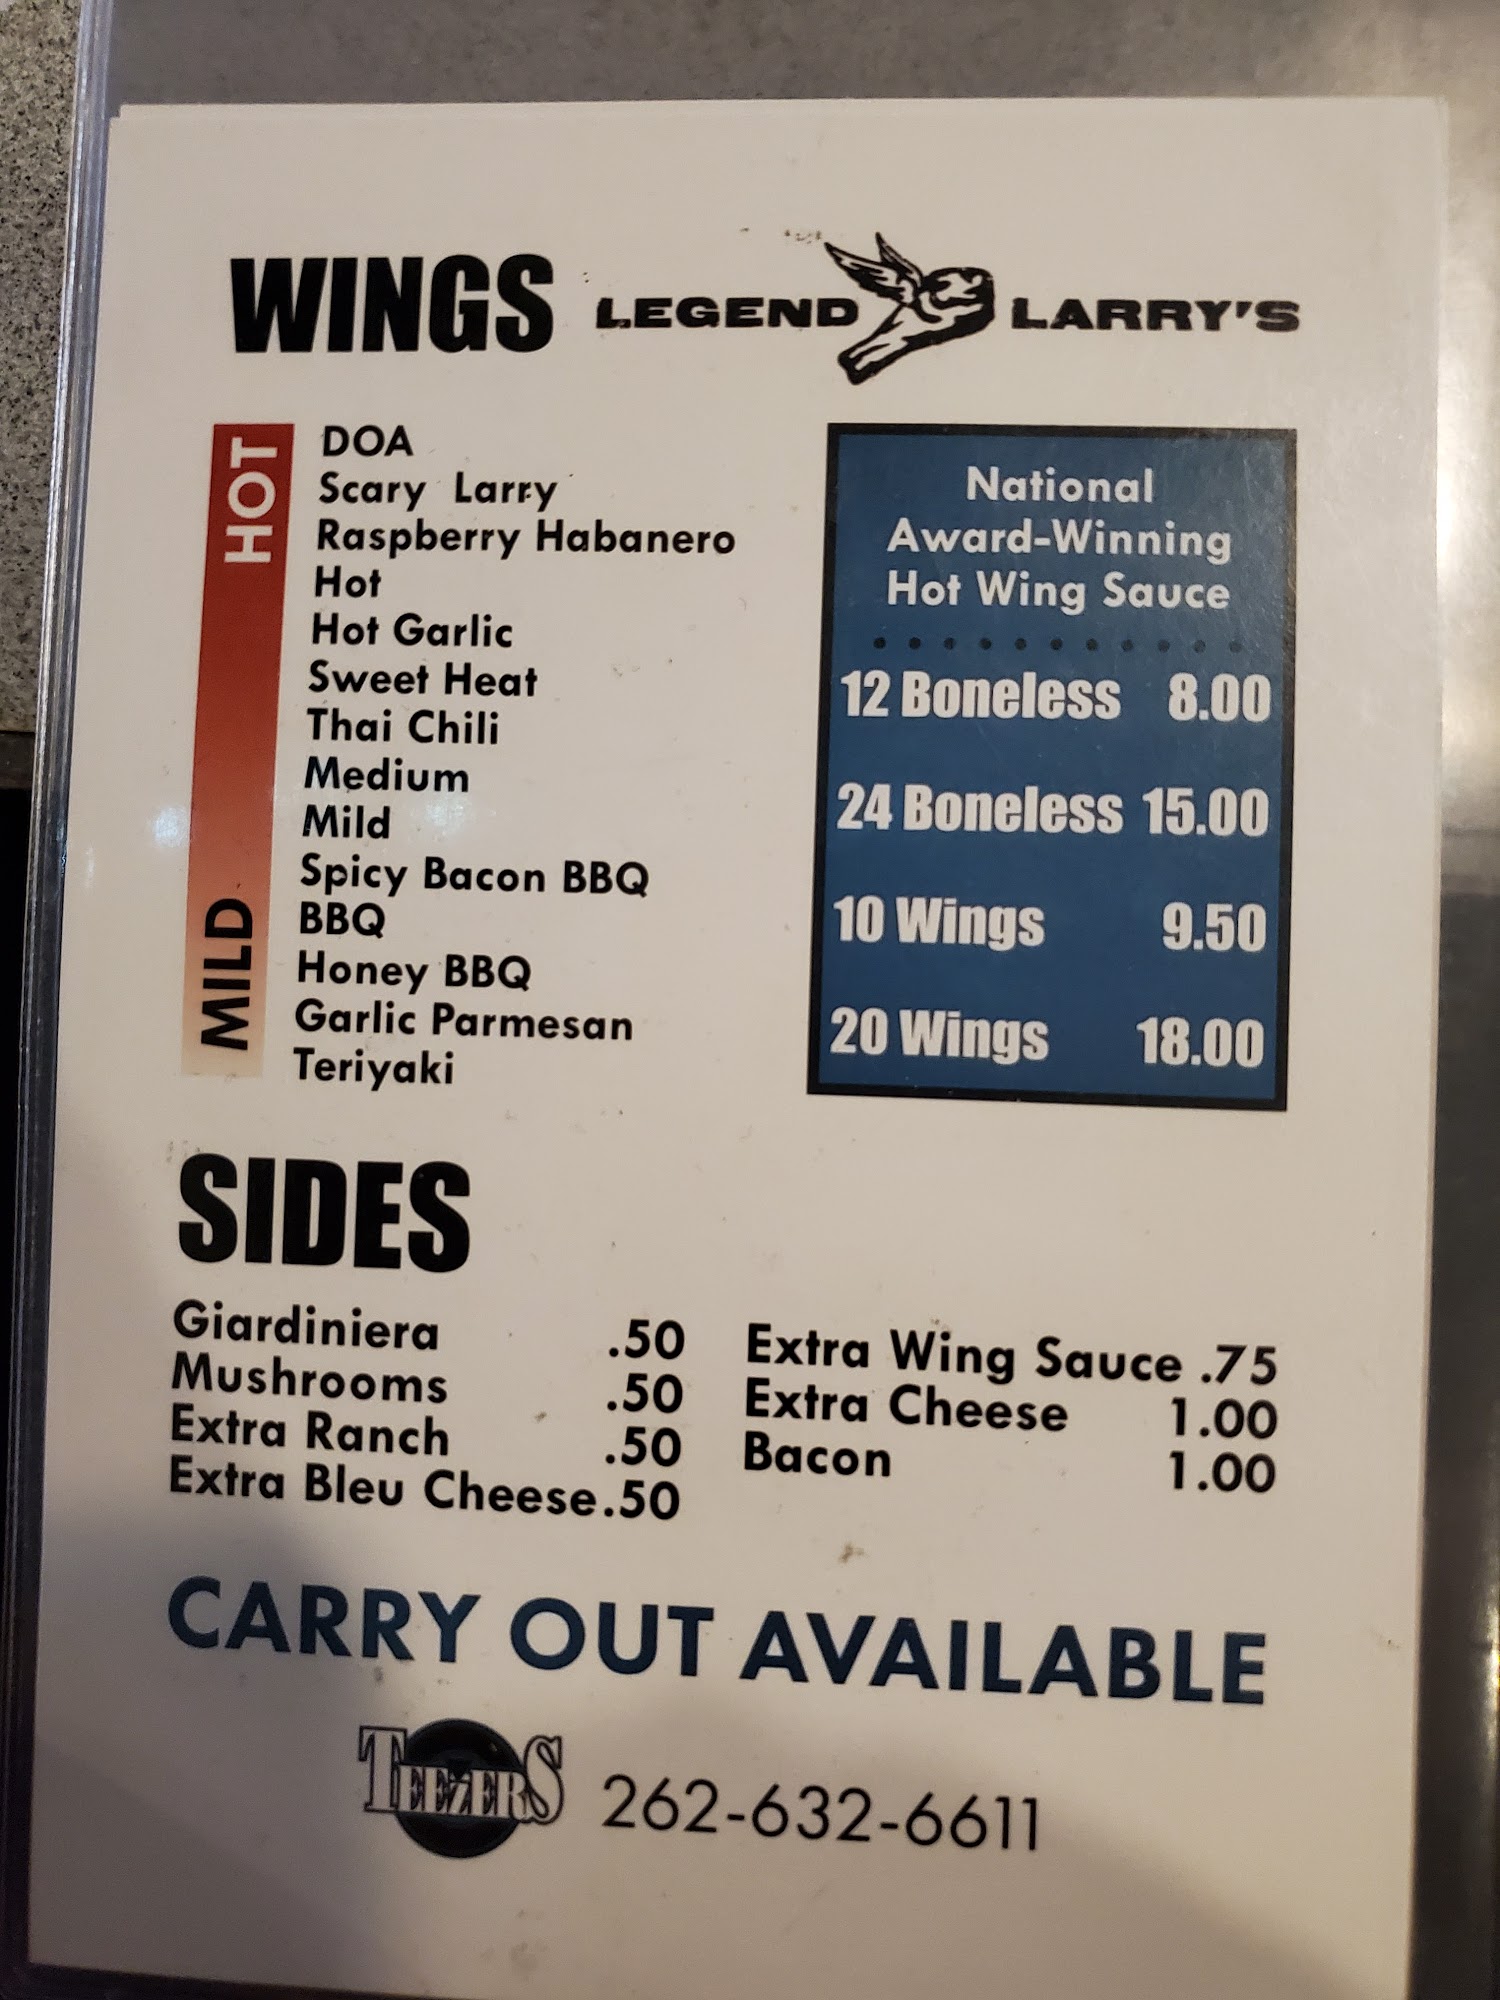 WINGS LEGEND LARRY'S
HOT
MILD
DOA
Scary Larry
Raspberry Habanero
Hot
Hot Garlic
Sweet Heat
Thai Chili
Medium
Mild
Spicy Bacon BBQ
BBQ
Honey BBQ
Garlic Parmesan
Teriyaki
National
Award-Winning
Hot Wing Sauce
12 Boneless 8.00
24 Boneless 15.00
10 Wings 9.50
20 Wings 18.00
SIDES
Giardiniera .50
Mushrooms .50
Extra Ranch .50
Extra Bleu Cheese .50
Extra Wing Sauce .75
Extra Cheese 1.00
Bacon 1.00
CARRY OUT AVAILABLE
TEEZERS 262-632-6611